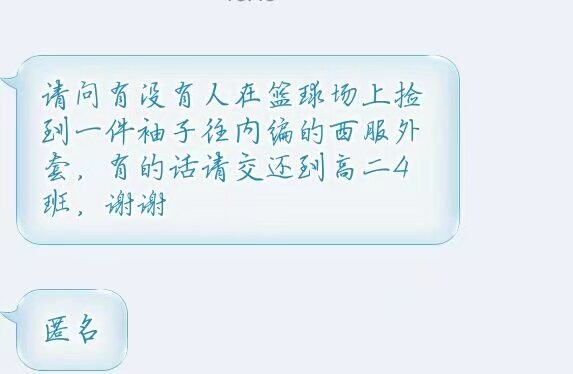 请问有没有人在篮球场上捡
到一件袖子往内编的西服外
套，有的话请交还到高二4
班，谢谢
匿名